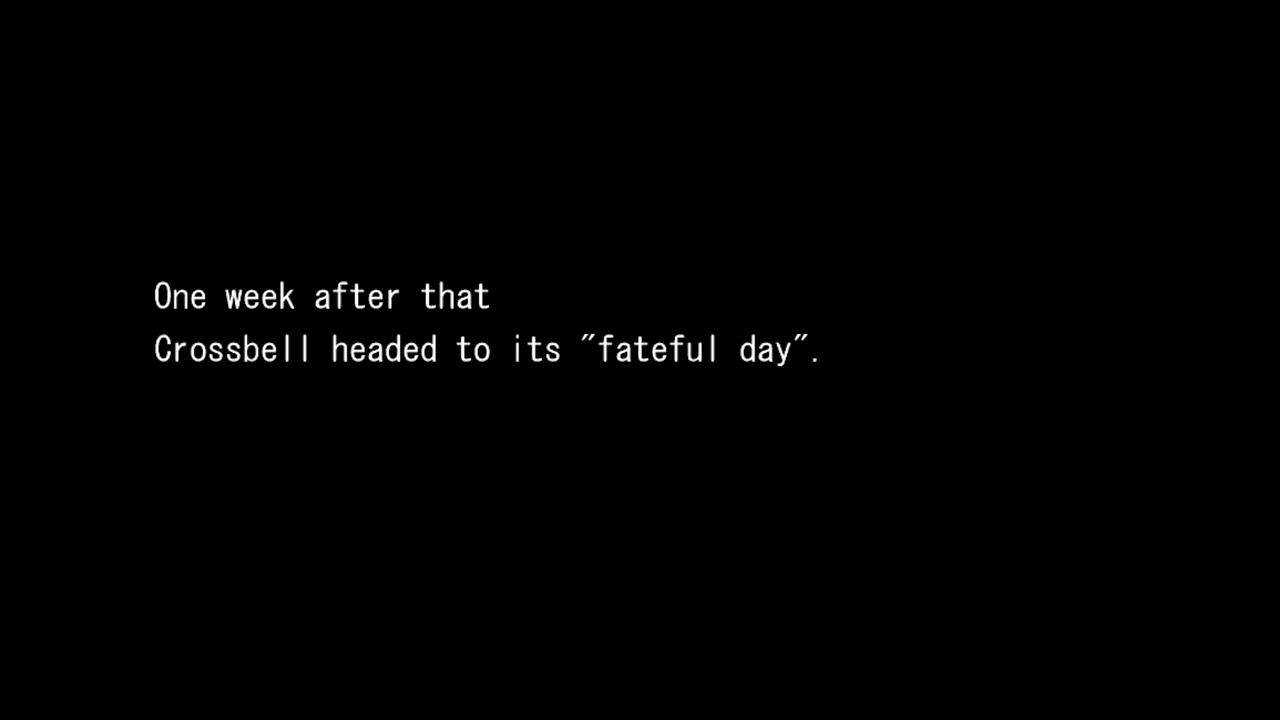 One week after that
Crossbell headed to its "fateful day".